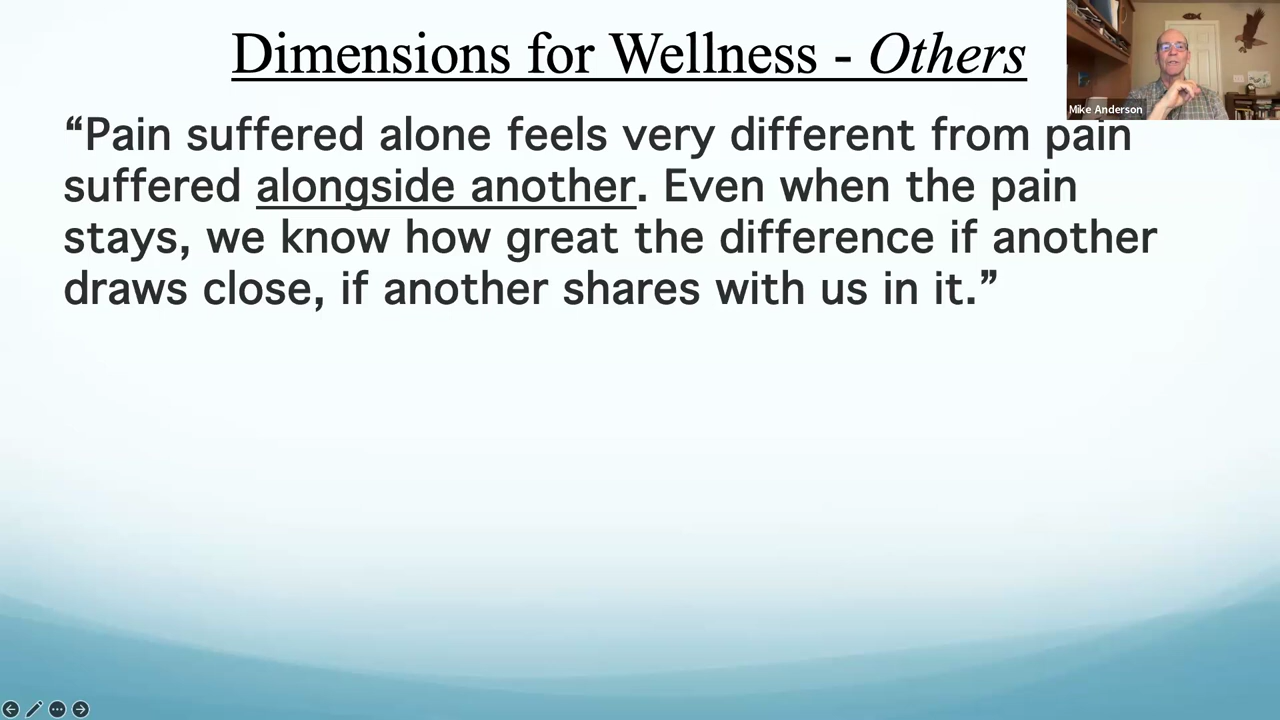 Dimensions for Wellness - Others
Mike Anderson
“Pain suffered alone feels very different from pain
suffered alongside another. Even when the pain
stays, we know how great the difference if another
draws close, if another shares with us in it.”